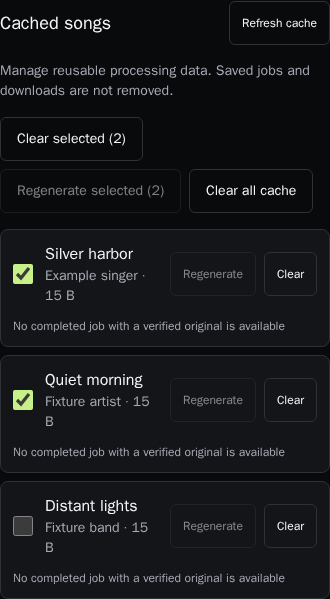 Cached songs
Refresh cache
Manage reusable processing data. Saved jobs and
downloads are not removed.
Clear selected (2)
Regenerate selected (2)
Clear all cache
Silver harbor
Example singer ·
15 B
Regenerate
Clear
No completed job with a verified original is available
Quiet morning
Fixture artist · 15
B
Regenerate
Clear
No completed job with a verified original is available
Distant lights
Fixture band · 15
B
Regenerate
Clear
No completed job with a verified original is available